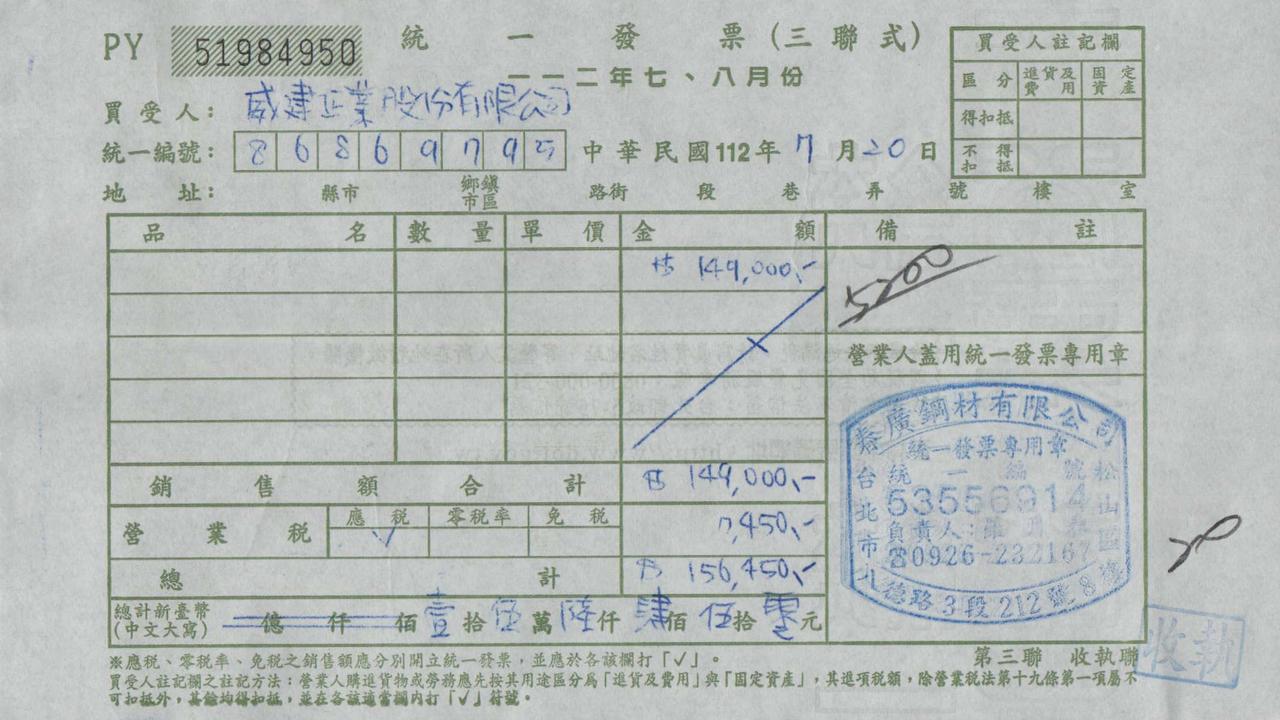 PY 51984950 統一發票(三聯式)
一一二年七、八月份
買受人註記欄
區分 進貨及費用 固定資產
得扣抵
不得扣抵
買受人: 威建企業股份有限公司
統一編號: 86869795 中華民國112年7月20日
地址: 縣市 鄉鎮市區 路街 段 巷 弄 號 樓 室
品名 數量 單價 金額 備註
$149,000.-
5200
營業人蓋用統一發票專用章
銷售額合計 $149,000.-
營業稅 應稅 零稅率 免稅
✓ 7,450.-
總計 $156,450.-
總計新臺幣(中文大寫) 億仟佰壹拾伍萬陸仟肆佰伍拾零元
廣鋼材有限公司
統一發票專用章
統一編號
53556914
負責人:
☎0926-232167
台北市松山區八德路3段212號8樓
20
第三聯 收執聯
收執
※應稅、零稅率、免稅之銷售額應分別開立統一發票,並應於各該欄打「✓」。
買受人註記欄之註記方法:營業人購進貨物或勞務應先按其用途區分為「進貨及費用」與「固定資產」,其進項稅額,除營業稅法第十九條第一項屬不
可扣抵外,其餘均得扣抵,並在各該適當欄內打「✓」符號。